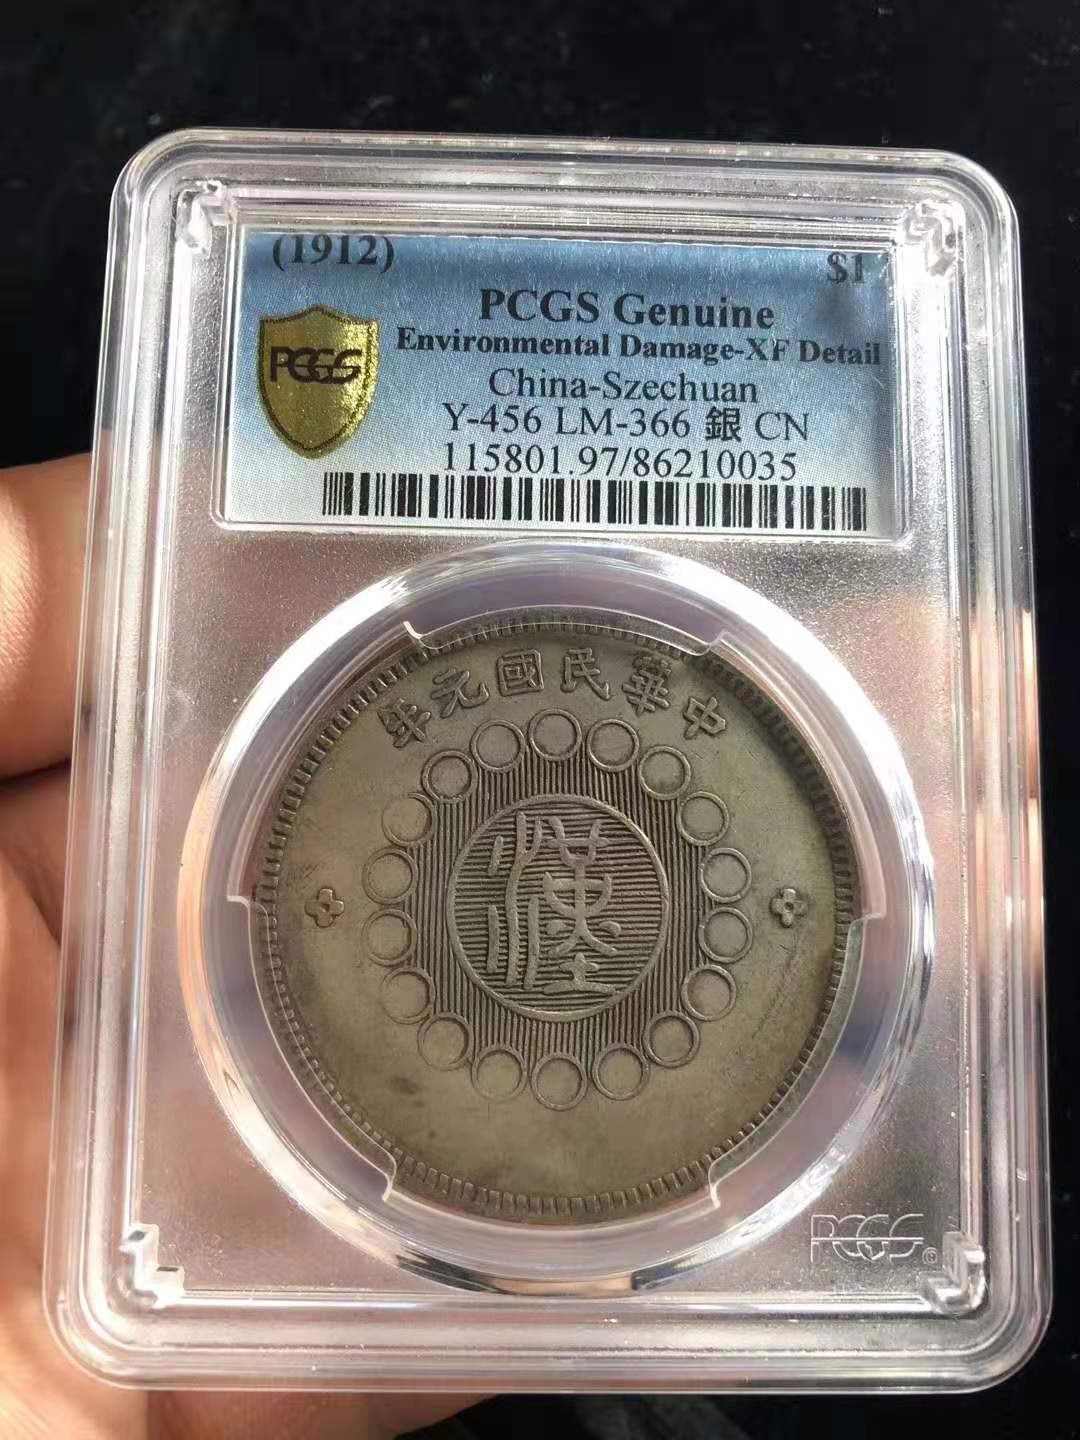 (1912) $1
PCGS Genuine
PCGS Environmental Damage-XF Detail
China-Szechuan
Y-456 LM-366 銀 CN
115801.97/86210035
年元國民華中
漢
PCGS